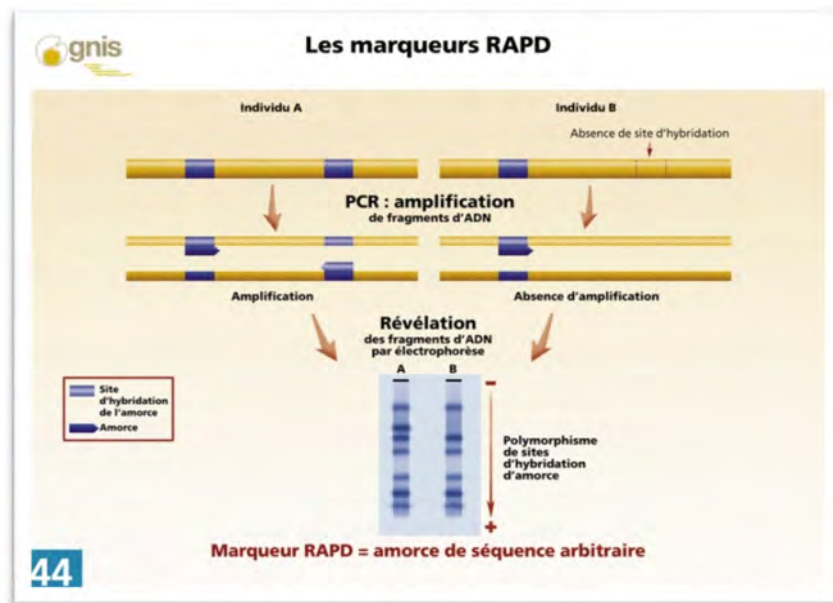 gnis
Les marqueurs RAPD
Individu A
Individu B
Absence de site d'hybridation
PCR : amplification
de fragments d'ADN
Amplification
Absence d'amplification
Révélation
des fragments d'ADN
par électrophorèse
A
B
Site
d'hybridation
de l'amorce
Amorce
Polymorphisme
de sites
d'hybridation
d'amorce
Marqueur RAPD = amorce de séquence arbitraire
44